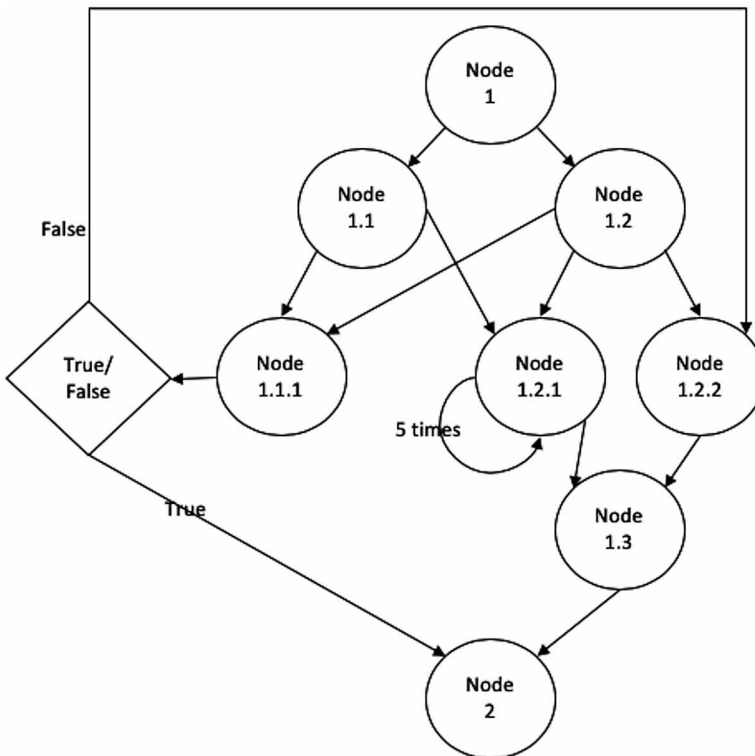 Node
1
Node
1.1
Node
1.2
False
True/
False
Node
1.1.1
Node
1.2.1
Node
1.2.2
5 times
True
Node
1.3
Node
2